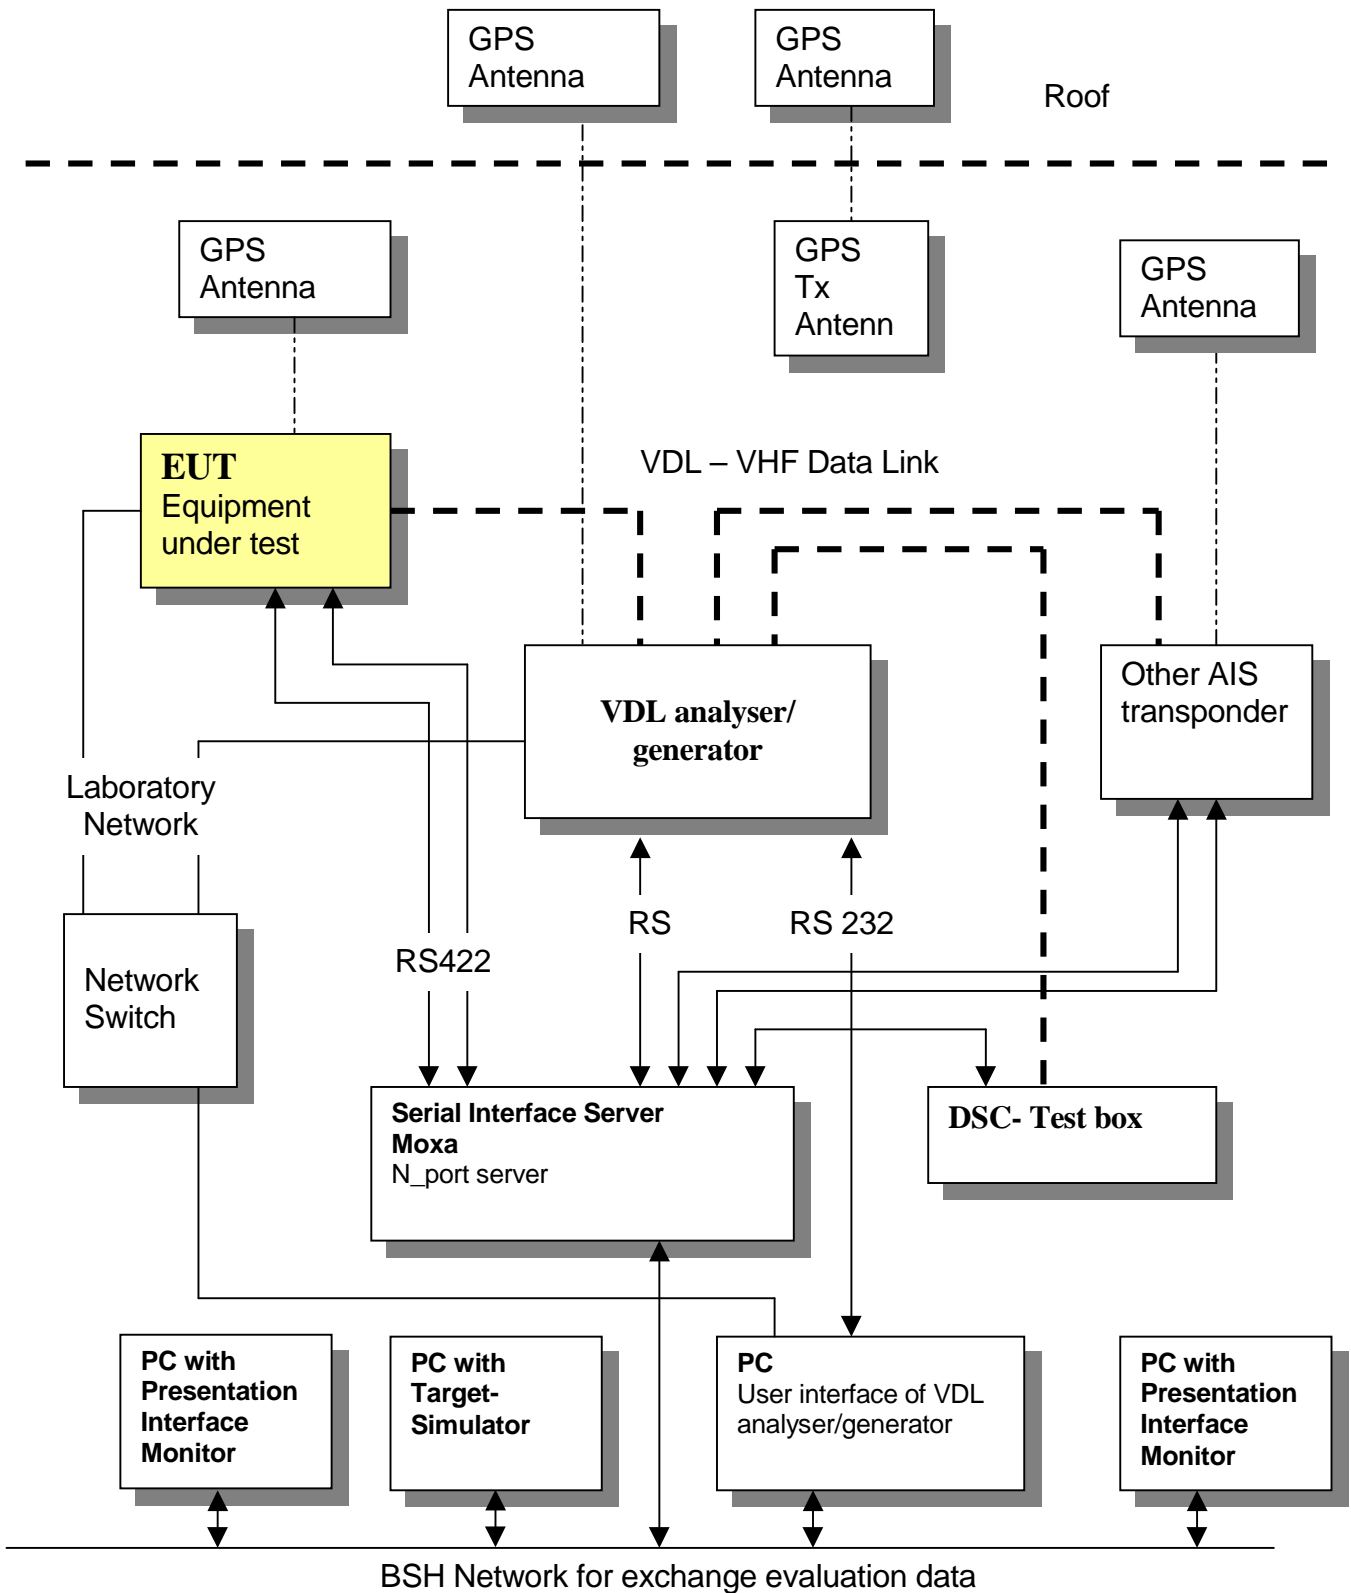 GPS
Antenna
GPS
Antenna
Roof
GPS
Antenna
GPS
Tx
Antenn
GPS
Antenna
EUT
Equipment
under test
VDL – VHF Data Link
VDL analyser/
generator
Other AIS
transponder
Laboratory
Network
RS422
RS
RS 232
Network
Switch
Serial Interface Server
Moxa
N_port server
DSC- Test box
PC with
Presentation
Interface
Monitor
PC with
Target-
Simulator
PC
User interface of VDL
analyser/generator
PC with
Presentation
Interface
Monitor
BSH Network for exchange evaluation data